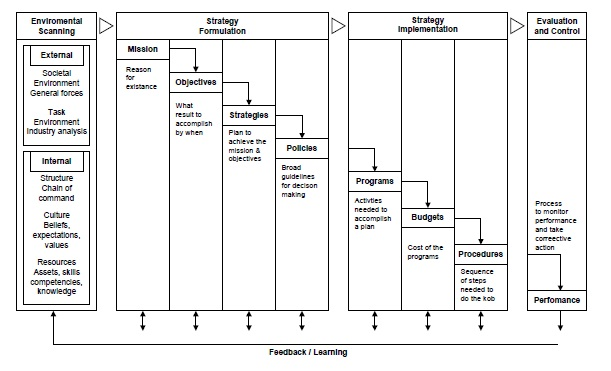 Enviromental
Scanning
External
Societal
Environment
General forces
Task
Environment
Industry analysis
Internal
Structure
Chain of
command
Culture
Beliefs,
expectations,
values
Resources
Assets, skills
competencies,
knowledge
Strategy
Formulation
Mission
Reason
for
existance
Objectives
What
result to
accomplish
by when
Strategies
Plan to
achieve the
mission &
objectives
Policies
Broad
guidelines
for decison
making
Strategy
Implementation
Programs
Activties
needed to
accomplish
a plan
Budgets
Cost of the
programs
Procedures
Sequence
of steps
needed to
do the kob
Evaluation
and Control
Process
to monitor
performance
and take
correective
action
Perfomance
Feedback / Learning